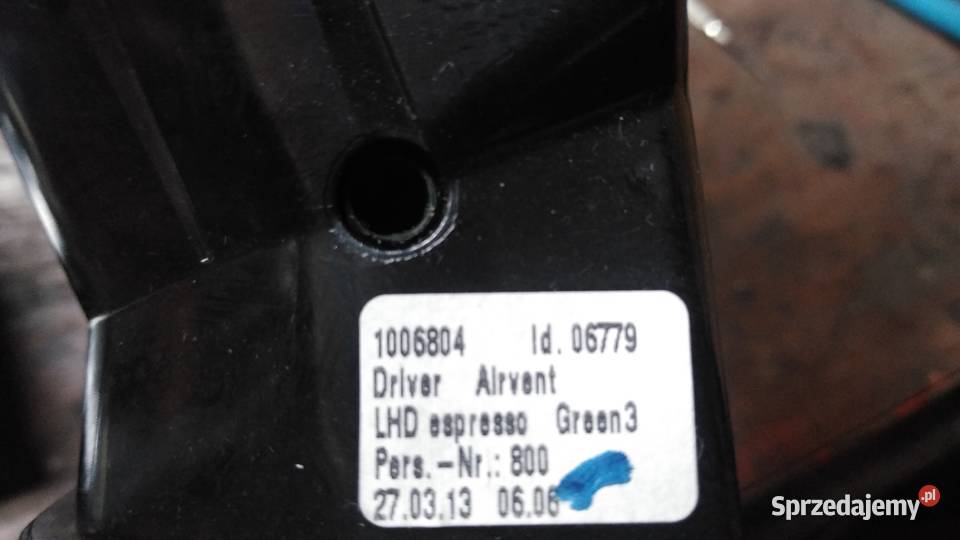 1006804 Id. 06779
Driver Airvent
LHD espresso Green3
Pers.-Nr.: 800
27.03.13 06.06
Sprzedajemy.pl